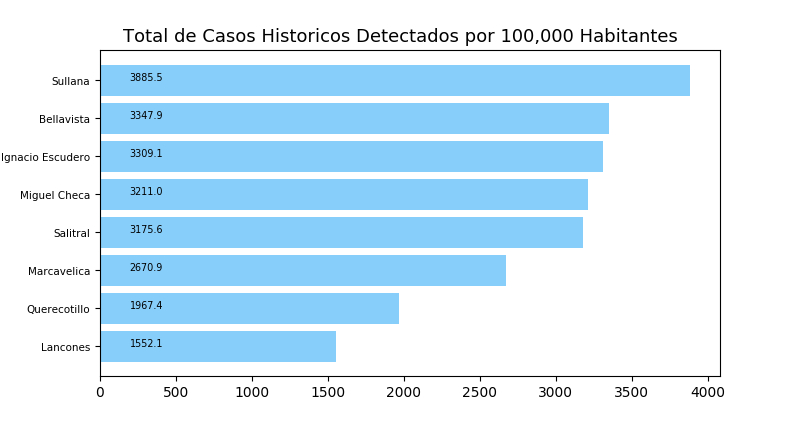 Total de Casos Historicos Detectados por 100,000 Habitantes
Sullana 3885.5
Bellavista 3347.9
Ignacio Escudero 3309.1
Miguel Checa 3211.0
Salitral 3175.6
Marcavelica 2670.9
Querecotillo 1967.4
Lancones 1552.1
0 500 1000 1500 2000 2500 3000 3500 4000